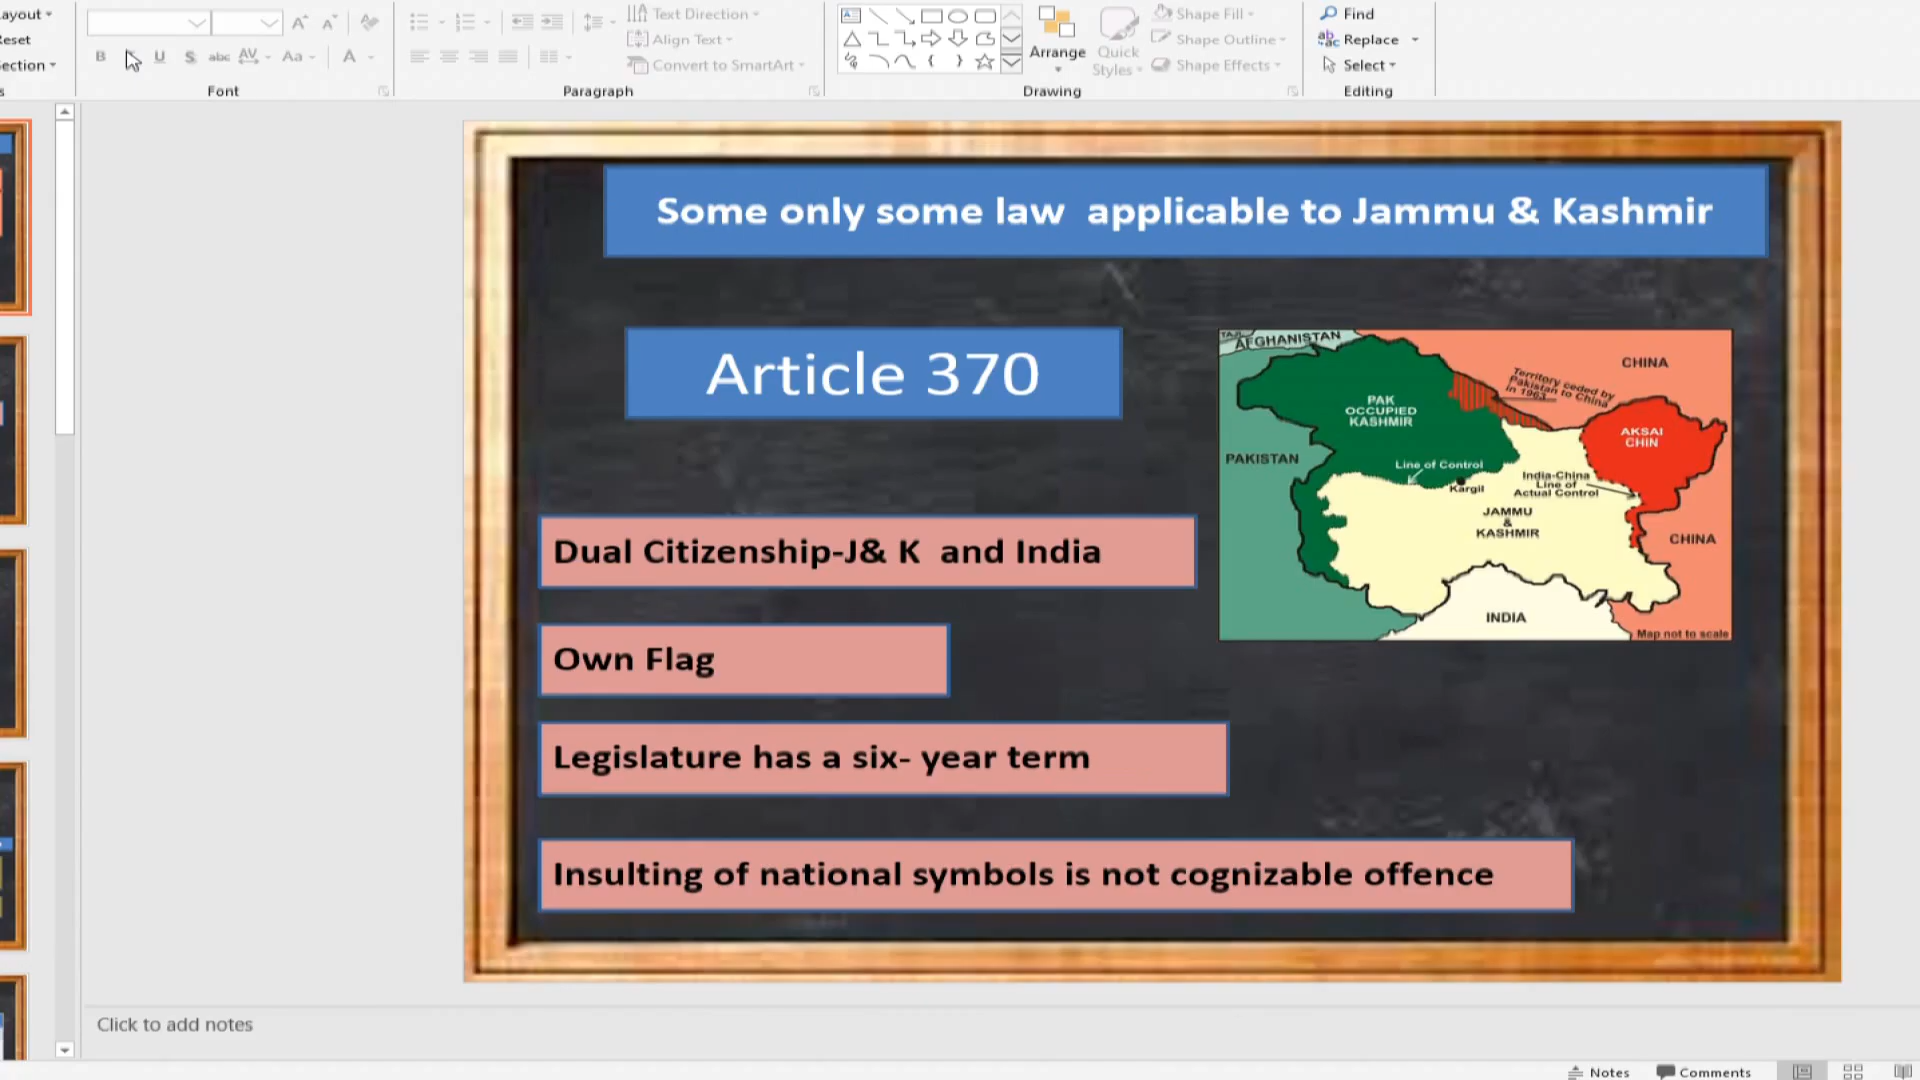 ayout
Text Direction
Shape Fill
Find
eset
Align Text
Arrange
Quick
Shape Outline
Replace
ection
B
U
S
abc
AV
Aa
A
Convert to SmartArt
Styles
Shape Effects
Select
s
Font
Paragraph
Drawing
Editing
Some only some law applicable to Jammu & Kashmir
Article 370
AFGHANISTAN
CHINA
Territory ceded by
Pakistan to China
in 1963
PAK
OCCUPIED
KASHMIR
AKSAI
CHIN
PAKISTAN
Line of Control
Kargil
India-China
Line of
Actual Control
JAMMU
&
KASHMIR
CHINA
INDIA
Map not to scale
Dual Citizenship-J& K and India
Own Flag
Legislature has a six- year term
Insulting of national symbols is not cognizable offence
Click to add notes
Notes
Comments